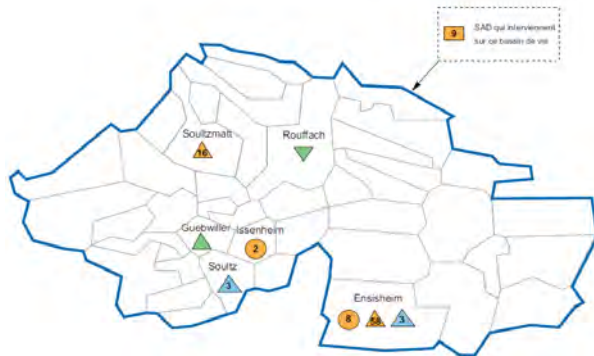 9
SAD qui interviennent
sur ce bassin de vie
Soultzmatt
16
Rouffach
Guebwiller
Issenheim
2
Soultz
3
Ensisheim
8
58
3